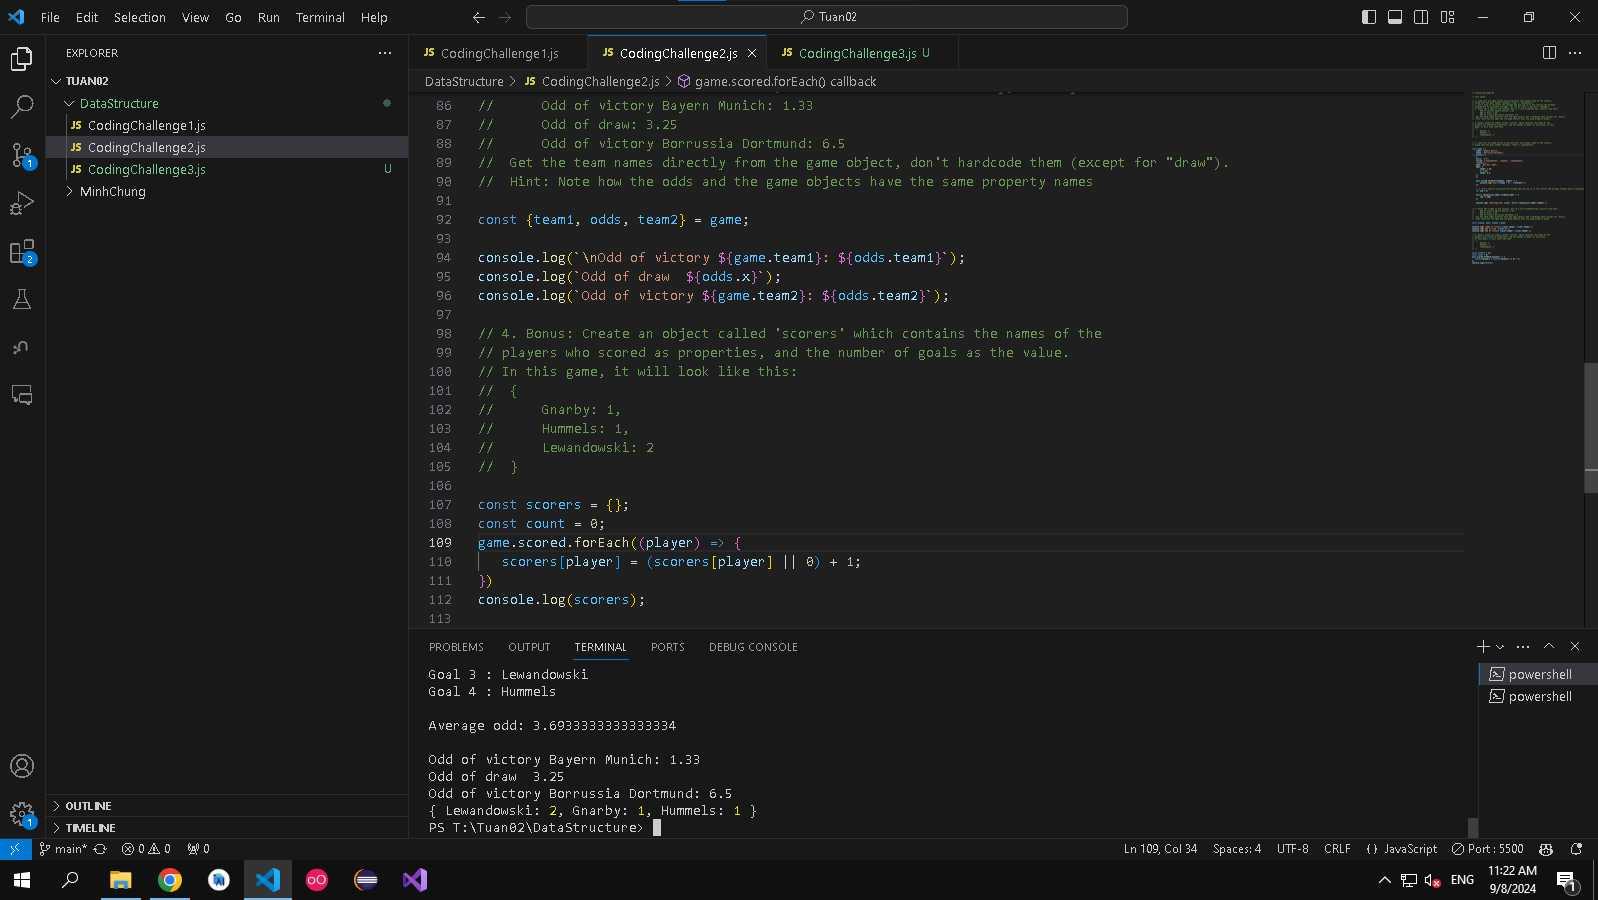 File Edit Selection View Go Run Terminal Help
Tuan02
EXPLORER
TUAN02
DataStructure
JS CodingChallenge1.js
JS CodingChallenge2.js
JS CodingChallenge3.js U
MinhChung
OUTLINE
TIMELINE
JS CodingChallenge1.js
JS CodingChallenge2.js
JS CodingChallenge3.js U
DataStructure > JS CodingChallenge2.js > game.scored.forEach() callback
86 //      Odd of victory Bayern Munich: 1.33
87 //      Odd of draw: 3.25
88 //      Odd of victory Borrussia Dortmund: 6.5
89 //  Get the team names directly from the game object, don't hardcode them (except for "draw").
90 //  Hint: Note how the odds and the game objects have the same property names
91
92 const {team1, odds, team2} = game;
93
94 console.log(`\nOdd of victory ${game.team1}: ${odds.team1}`);
95 console.log(`Odd of draw  ${odds.x}`);
96 console.log(`Odd of victory ${game.team2}: ${odds.team2}`);
97
98 // 4. Bonus: Create an object called 'scorers' which contains the names of the
99 // players who scored as properties, and the number of goals as the value.
100 // In this game, it will look like this:
101 //  {
102 //      Gnarby: 1,
103 //      Hummels: 1,
104 //      Lewandowski: 2
105 //  }
106
107 const scorers = {};
108 const count = 0;
109 game.scored.forEach((player) => {
110    scorers[player] = (scorers[player] || 0) + 1;
111 })
112 console.log(scorers);
113
PROBLEMS OUTPUT TERMINAL PORTS DEBUG CONSOLE
Goal 3 : Lewandowski
Goal 4 : Hummels
Average odd: 3.6933333333333334
Odd of victory Bayern Munich: 1.33
Odd of draw  3.25
Odd of victory Borrussia Dortmund: 6.5
{ Lewandowski: 2, Gnarby: 1, Hummels: 1 }
PS T:\Tuan02\DataStructure>
powershell
powershell
1
2
1
main* 0 0 0
Ln 109, Col 34 Spaces: 4 UTF-8 CRLF {} JavaScript Port : 5500
ENG
11:22 AM
9/8/2024
1